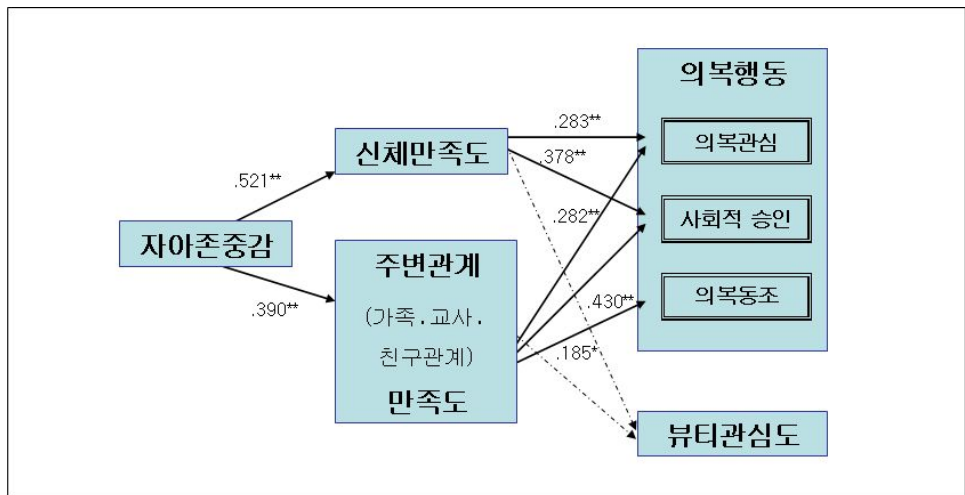 의복행동
의복관심
사회적 승인
의복동조
신체만족도
자아존중감
주변관계
(가족.교사.
친구관계)
만족도
뷰티관심도
.521**
.390**
.283**
.378**
.282**
.430**
.185*